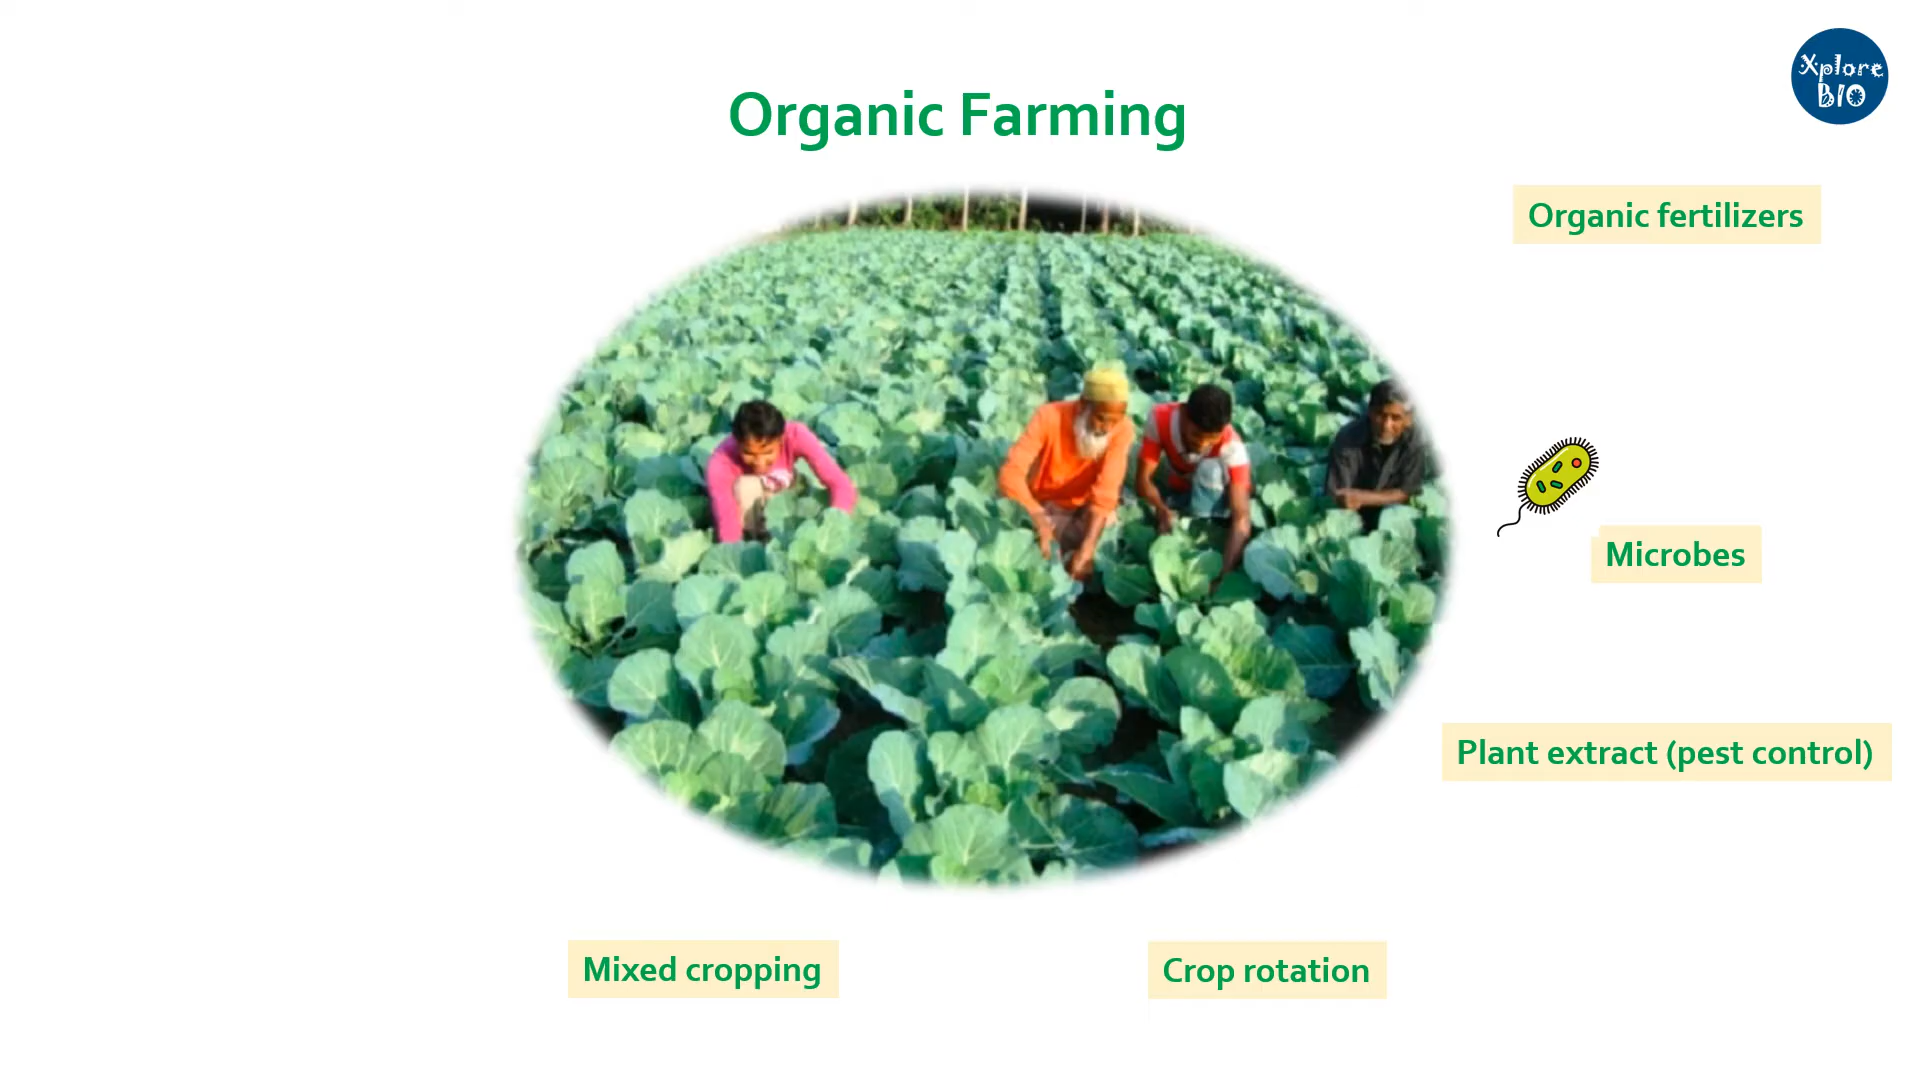 Xplore
BIO
Organic Farming
Organic fertilizers
Microbes
Plant extract (pest control)
Mixed cropping
Crop rotation